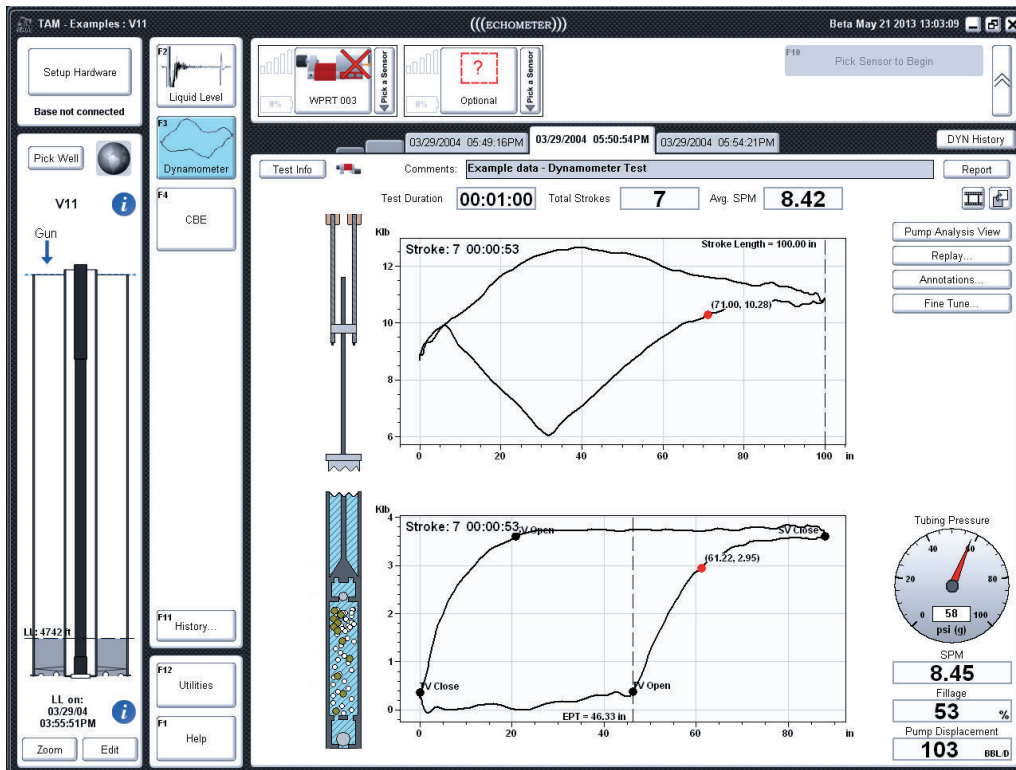 TAM - Examples : V11
(((ECHOMETER)))
Beta May 21 2013 13:03:09
Setup Hardware
Base not connected
Pick Well
V11
i
Gun
LL: 4742 ft
LL on:
03/29/04
03:55:51PM
i
Zoom
Edit
F2
Liquid Level
F3
Dynamometer
F4
CBE
F11
History...
F12
Utilities
F1
Help
0%
WPRT 003
Pick a Sensor
0%
?
Optional
Pick a Sensor
F10
Pick Sensor to Begin
03/29/2004 05:49:16PM
03/29/2004 05:50:54PM
03/29/2004 05:54:21PM
DYN History
Test Info
Comments: Example data - Dynamometer Test
Report
Test Duration 00:01:00 Total Strokes 7 Avg. SPM 8.42
Pump Analysis View
Replay...
Annotations...
Fine Tune...
Klb
Stroke: 7 00:00:53
Stroke Length = 100.00 in
(71.00, 10.28)
12
10
8
6
0 20 40 60 80 100 in
Klb
Stroke: 7 00:00:53
TV Open
SV Close
(61.22, 2.95)
TV Close
TV Open
EPT = 46.33 in
4
3
2
1
0
0 20 40 60 80 in
Tubing Pressure
0 20 40 60 80 100
58
psi (g)
SPM
8.45
Fillage
53 %
Pump Displacement
103 BBL/D